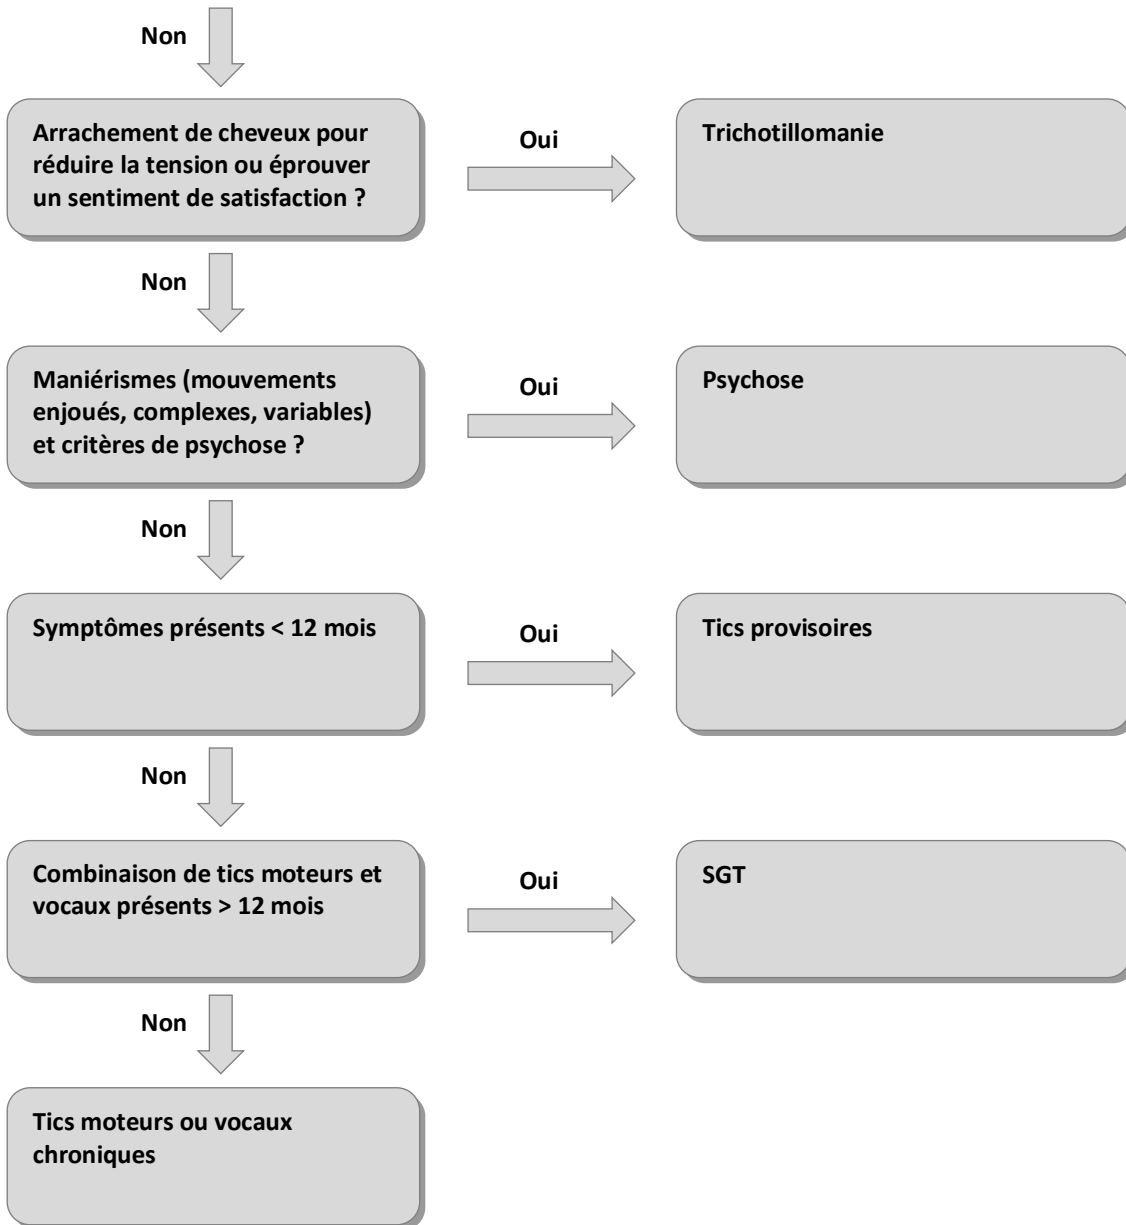 Non
Arrachement de cheveux pour
réduire la tension ou éprouver
un sentiment de satisfaction ?
Oui
Trichotillomanie
Non
Maniérismes (mouvements
enjoués, complexes, variables)
et critères de psychose ?
Oui
Psychose
Non
Symptômes présents < 12 mois
Oui
Tics provisoires
Non
Combinaison de tics moteurs et
vocaux présents > 12 mois
Oui
SGT
Non
Tics moteurs ou vocaux
chroniques